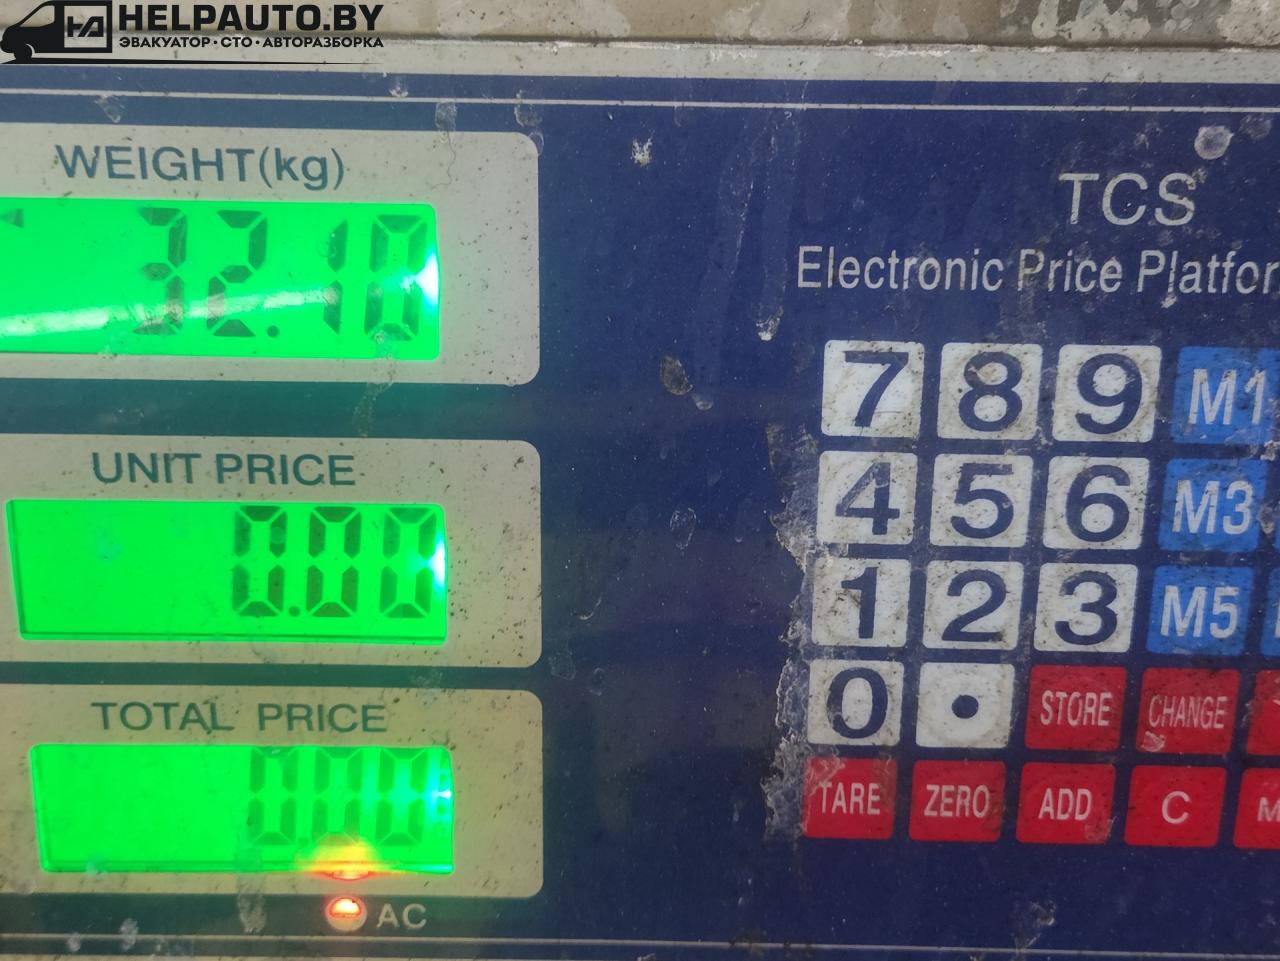 HELPAUTO.BY
ЭВАКУАТОР · СТО · АВТОРАЗБОРКА
WEIGHT(kg)
32.10
UNIT PRICE
0.00
TOTAL PRICE
0.00
AC
TCS
Electronic Price Platfor
7 8 9 M1
4 5 6 M3
1 2 3 M5
0 . STORE CHANGE
TARE ZERO ADD C M